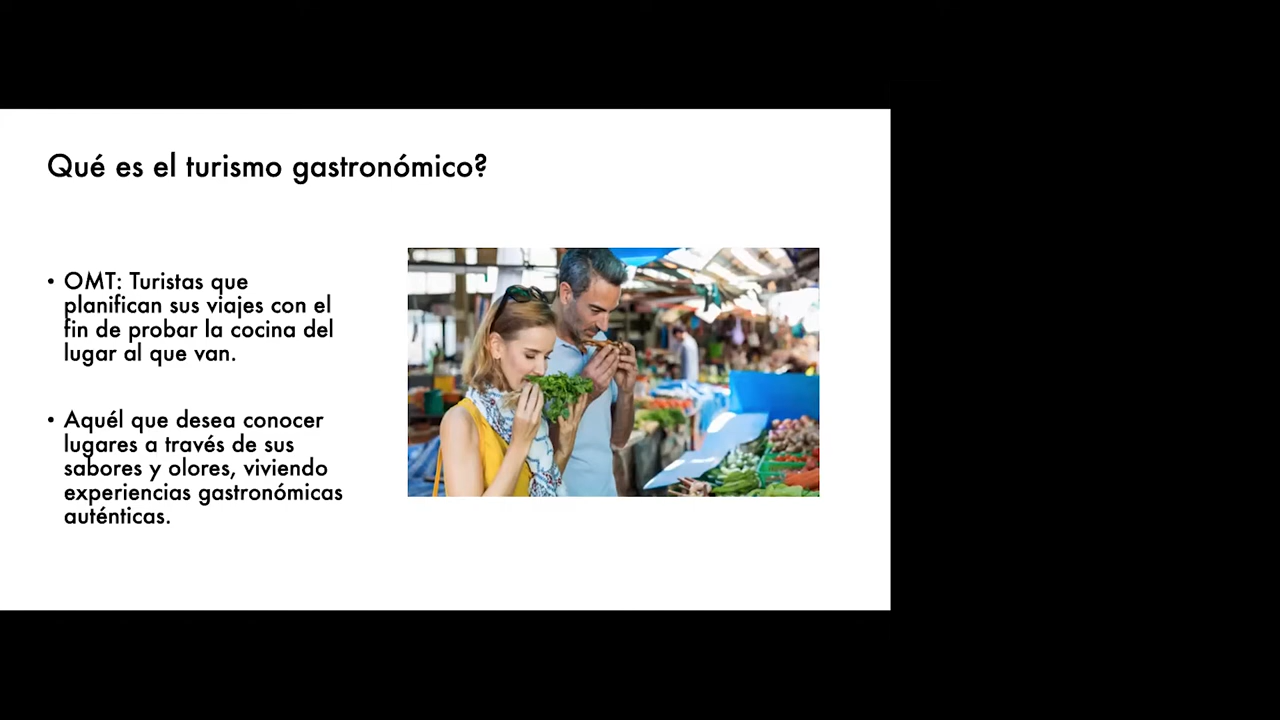 Qué es el turismo gastronómico?
• OMT: Turistas que
planifican sus viajes con el
fin de probar la cocina del
lugar al que van.
• Aquél que desea conocer
lugares a través de sus
sabores y olores, viviendo
experiencias gastronómicas
auténticas.